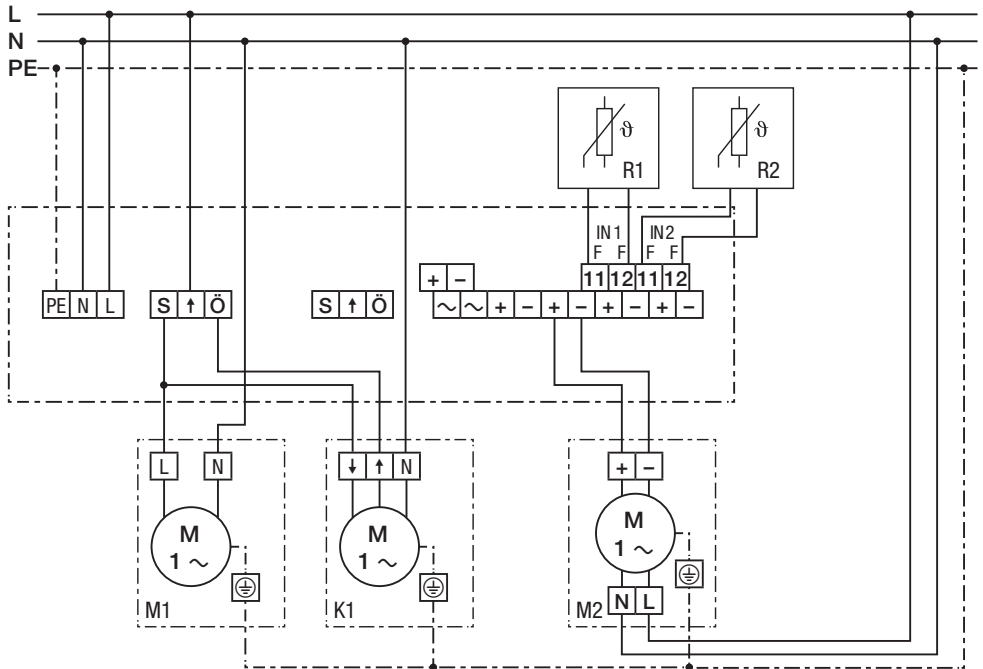 L
N
PE
ϑ R1
ϑ R2
IN1 IN2
F F F F
+ − 11 12 11 12
PE N L S ↑ Ö S ↑ Ö ~ ~ + − + − + − + −
L N ↓ ↑ N + −
M 1 ~
M 1 ~
M 1 ~
M1 K1 M2 N L